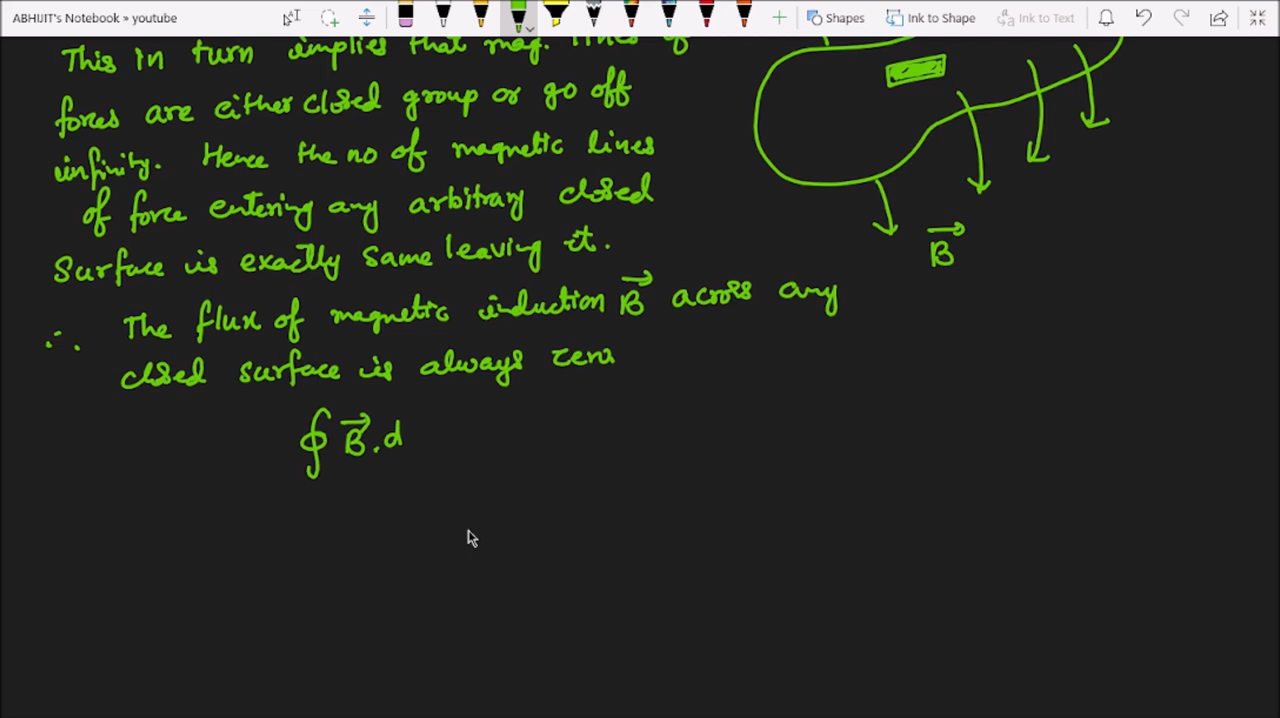 ABHIJIT's Notebook » youtube
Shapes
Ink to Shape
Ink to Text
This in turn implies that mag. lines of
forces are either closed group or go off
infinity. Hence the no of magnetic lines
of force entering any arbitrary closed
surface is exactly same leaving it.
∴ The flux of magnetic induction B⃗ across any
closed surface is always zero
∮ B⃗ . d
B⃗